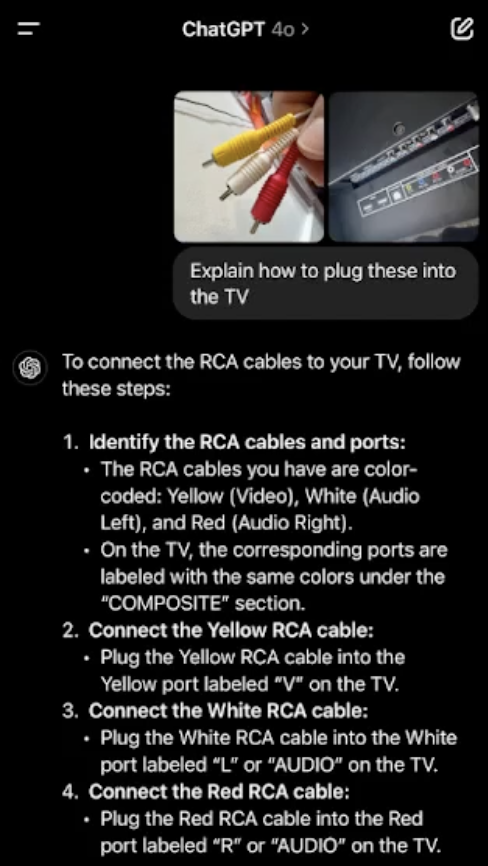 ChatGPT 4o >
Explain how to plug these into
the TV
To connect the RCA cables to your TV, follow
these steps:
1. Identify the RCA cables and ports:
• The RCA cables you have are color-
coded: Yellow (Video), White (Audio
Left), and Red (Audio Right).
• On the TV, the corresponding ports are
labeled with the same colors under the
“COMPOSITE” section.
2. Connect the Yellow RCA cable:
• Plug the Yellow RCA cable into the
Yellow port labeled “V” on the TV.
3. Connect the White RCA cable:
• Plug the White RCA cable into the White
port labeled “L” or “AUDIO” on the TV.
4. Connect the Red RCA cable:
• Plug the Red RCA cable into the Red
port labeled “R” or “AUDIO” on the TV.